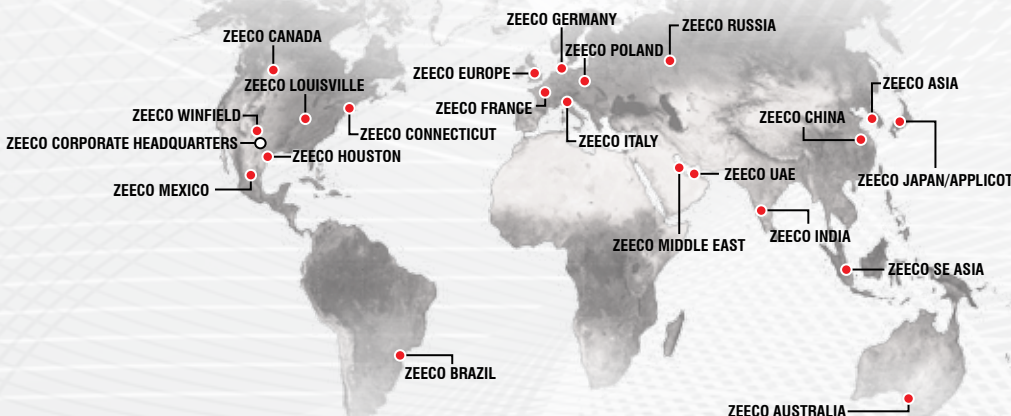 ZEECO GERMANY
ZEECO RUSSIA
ZEECO CANADA
ZEECO POLAND
ZEECO EUROPE
ZEECO LOUISVILLE
ZEECO ASIA
ZEECO FRANCE
ZEECO WINFIELD
ZEECO CHINA
ZEECO CONNECTICUT
ZEECO CORPORATE HEADQUARTERS
ZEECO ITALY
ZEECO HOUSTON
ZEECO UAE
ZEECO JAPAN/APPLICOT
ZEECO MEXICO
ZEECO INDIA
ZEECO MIDDLE EAST
ZEECO SE ASIA
ZEECO BRAZIL
ZEECO AUSTRALIA